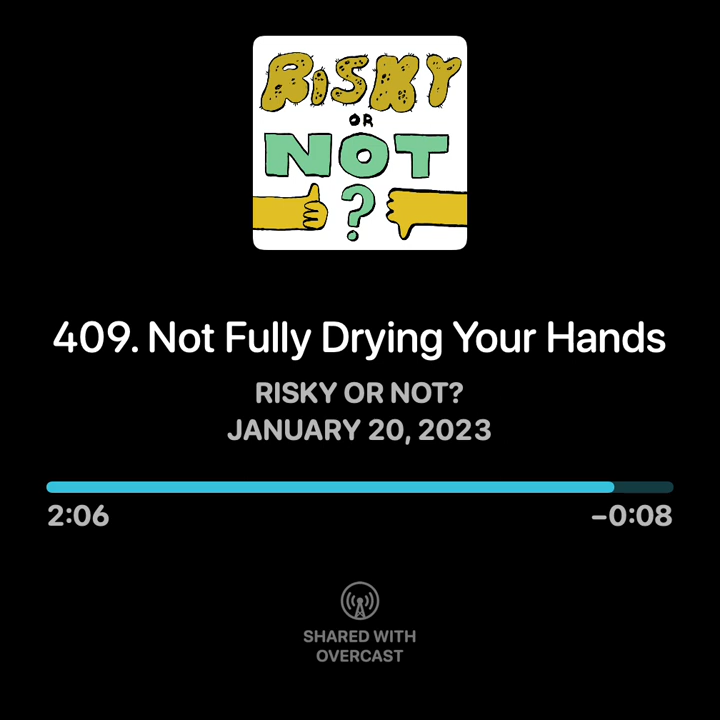 RISKY
OR
NOT
?
409. Not Fully Drying Your Hands
RISKY OR NOT?
JANUARY 20, 2023
2:06
−0:08
SHARED WITH
OVERCAST